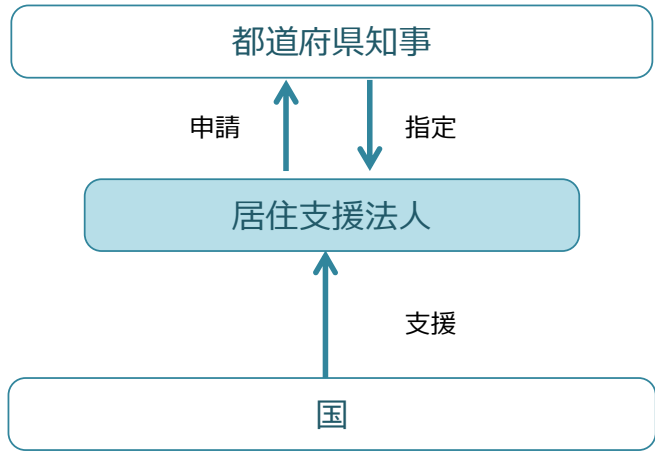 都道府県知事
申請
指定
居住支援法人
支援
国